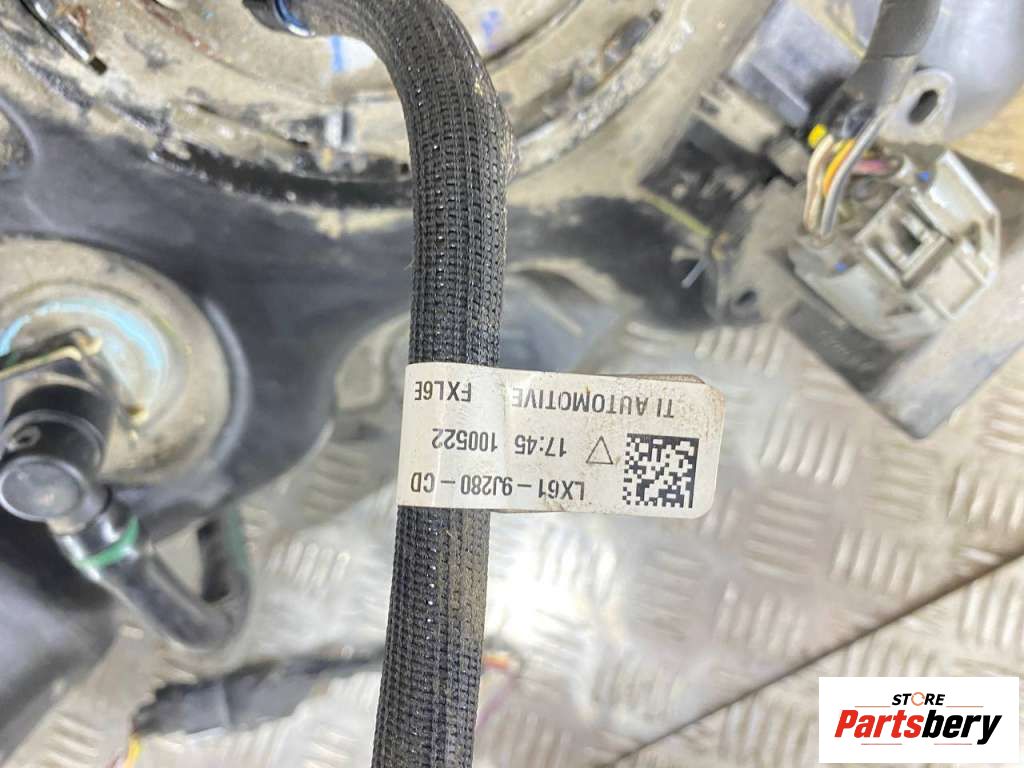 LX61-9J280-CD
17:45 100522
TI AUTOMOTIVE FXL6E
STORE
Partsbery